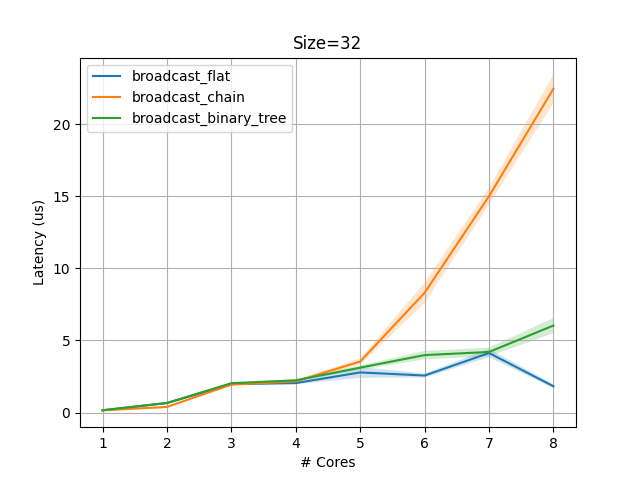 Size=32
broadcast_flat
broadcast_chain
broadcast_binary_tree
Latency (us)
20
15
10
5
0
1 2 3 4 5 6 7 8
# Cores